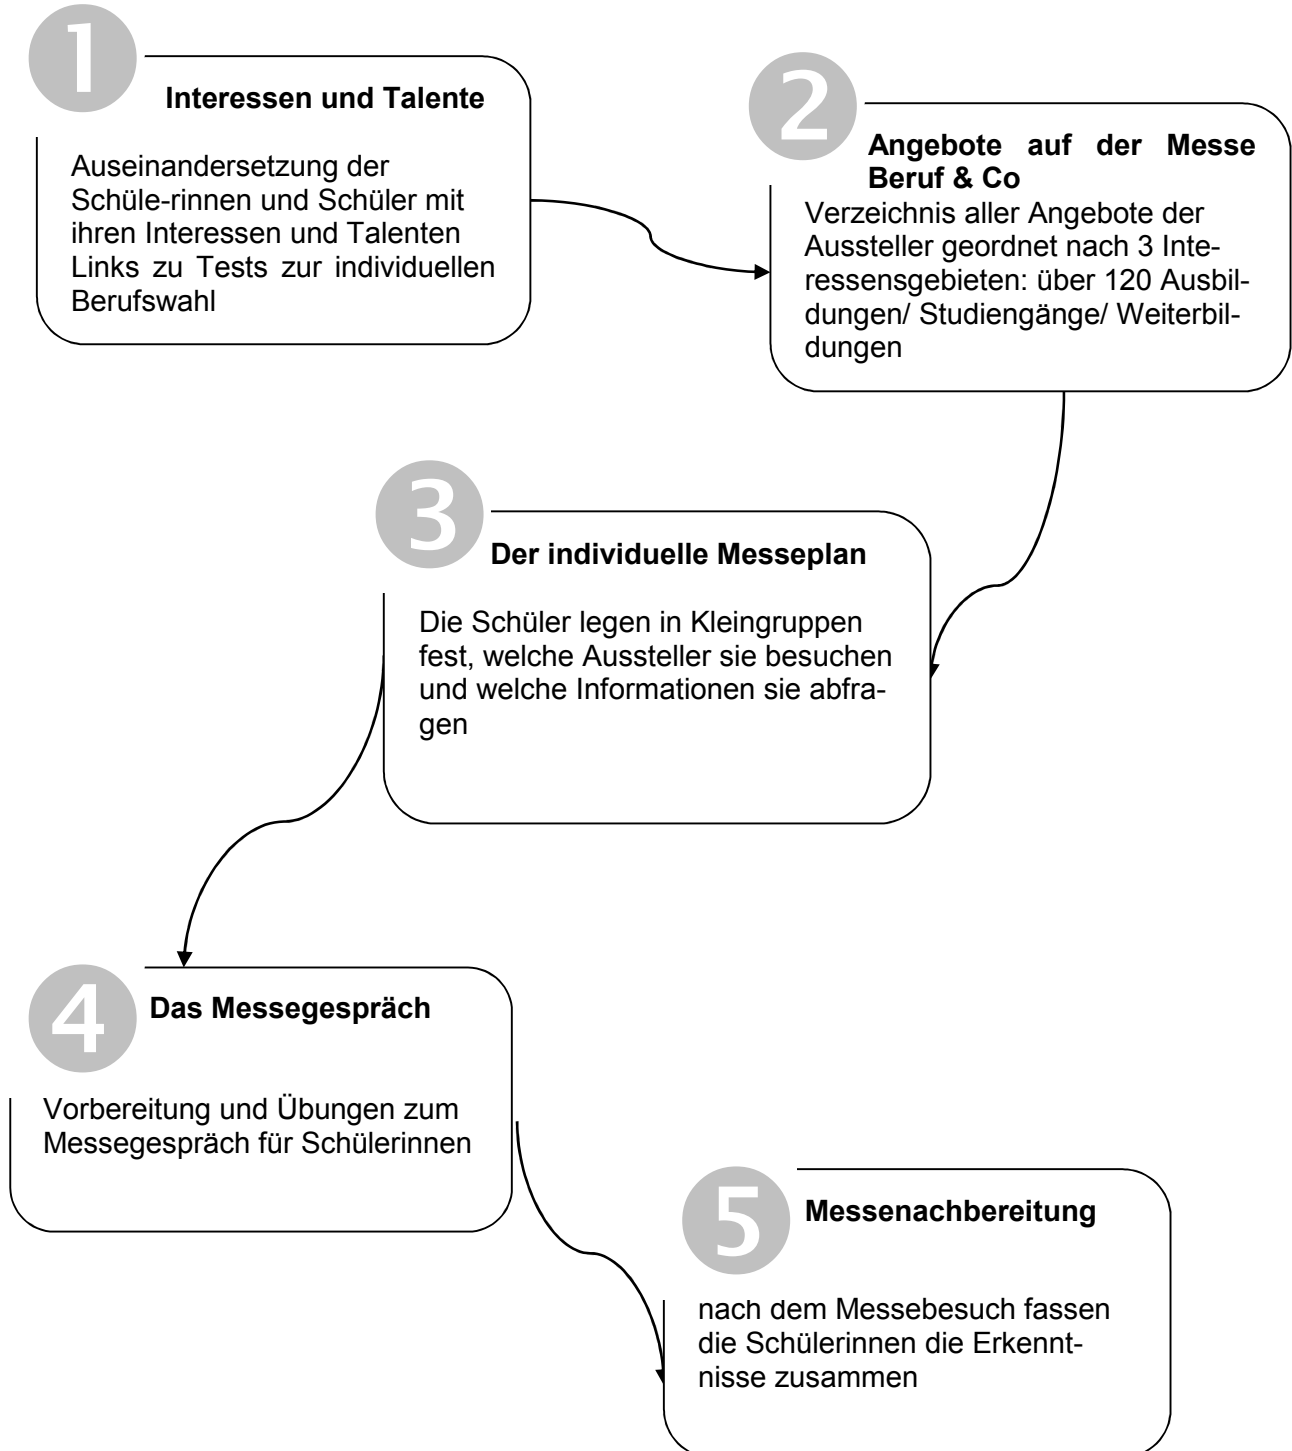 1
Interessen und Talente
Auseinandersetzung der
Schüle-rinnen und Schüler mit
ihren Interessen und Talenten
Links zu Tests zur individuellen
Berufswahl
2
Angebote auf der Messe
Beruf & Co
Verzeichnis aller Angebote der
Aussteller geordnet nach 3 Inte-
ressensgebieten: über 120 Ausbil-
dungen/ Studiengänge/ Weiterbil-
dungen
3
Der individuelle Messeplan
Die Schüler legen in Kleingruppen
fest, welche Aussteller sie besuchen
und welche Informationen sie abfra-
gen
4
Das Messegespräch
Vorbereitung und Übungen zum
Messegespräch für Schülerinnen
5
Messenachbereitung
nach dem Messebesuch fassen
die Schülerinnen die Erkennt-
nisse zusammen